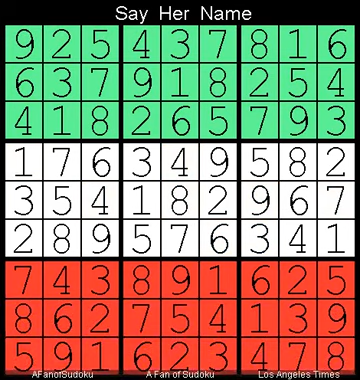 Say Her Name
9 2 5 4 3 7 8 1 6
6 3 7 9 1 8 2 5 4
4 1 8 2 6 5 7 9 3
1 7 6 3 4 9 5 8 2
3 5 4 1 8 2 9 6 7
2 8 9 5 7 6 3 4 1
7 4 3 8 9 1 6 2 5
8 6 2 7 5 4 1 3 9
5 9 1 6 2 3 4 7 8
AFanofSudoku A Fan of Sudoku Los Angeles Times